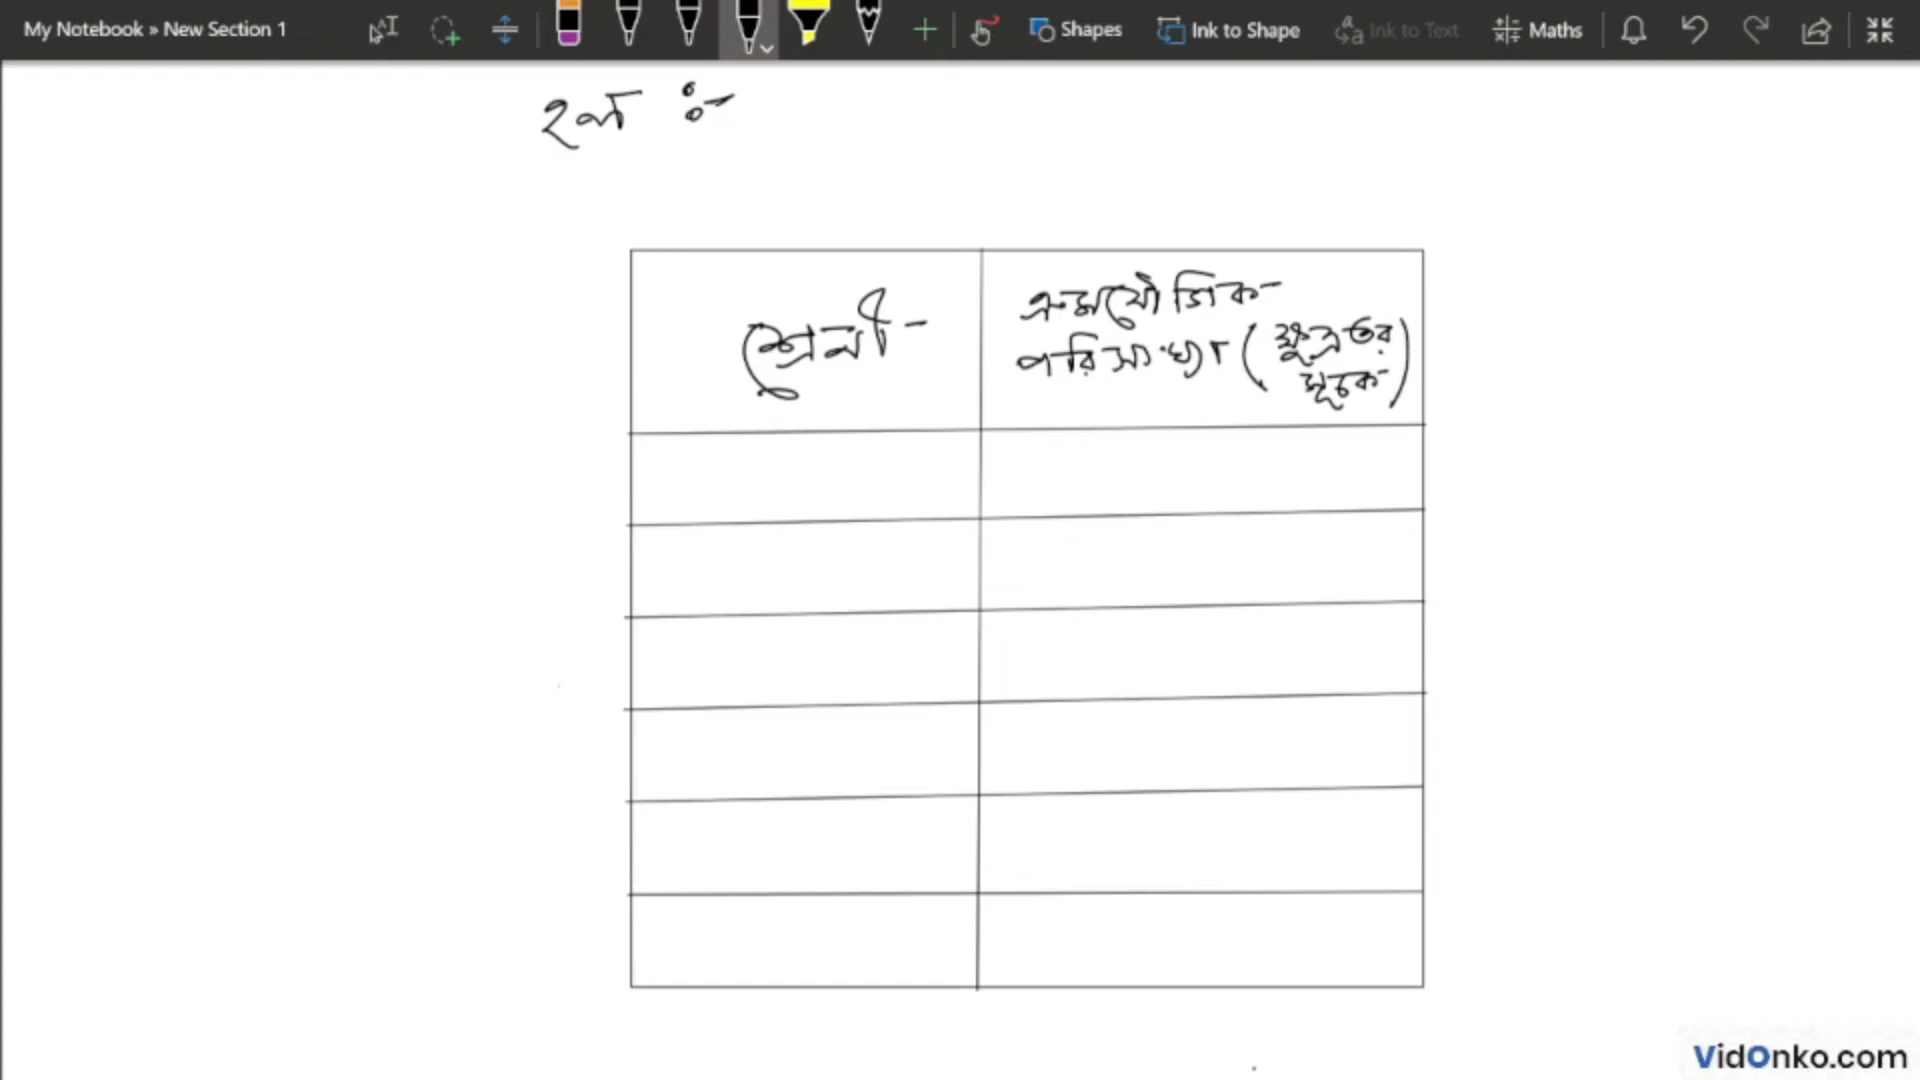 My Notebook » New Section 1
Shapes
Ink to Shape
Ink to Text
Maths
হল :-
শ্রেনী -
ক্রমযৌগিক
পরিসংখ্যা (ক্ষুদ্রতর
সূচক)
VidOnko.com